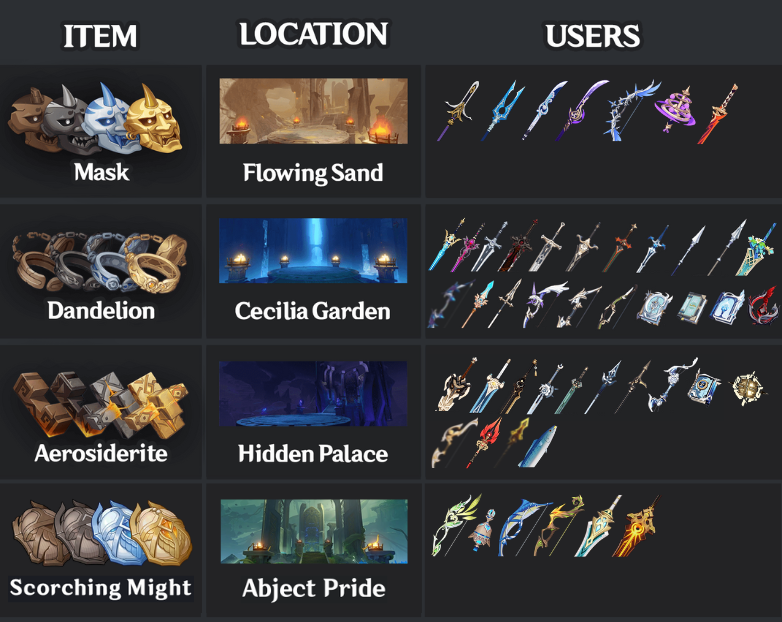 ITEM LOCATION USERS
Mask Flowing Sand
Dandelion Cecilia Garden
Aerosiderite Hidden Palace
Scorching Might Abject Pride